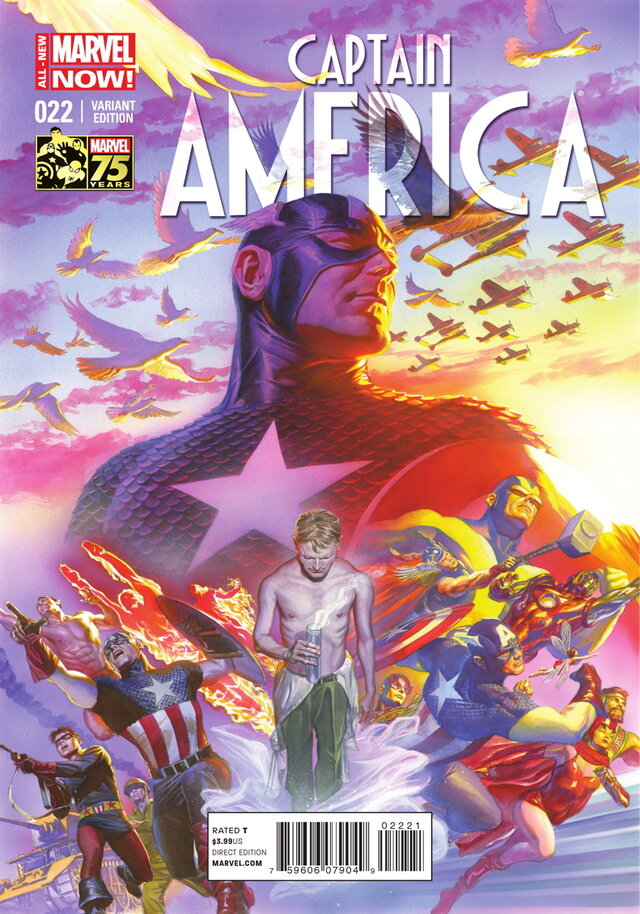 ALL-NEW
MARVEL
NOW!
022 | VARIANT
EDITION
MARVEL
75
YEARS
CAPTAIN
AMERICA
®
A
RATED T
$3.99US
DIRECT EDITION
MARVEL.COM
02221
7 59606 07904 9